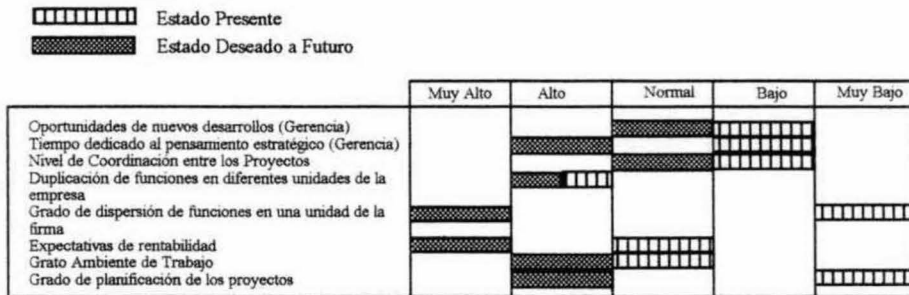 Estado Presente
Estado Deseado a Futuro
Muy Alto Alto Normal Bajo Muy Bajo
Oportunidades de nuevos desarrollos (Gerencia)
Tiempo dedicado al pensamiento estratégico (Gerencia)
Nivel de Coordinación entre los Proyectos
Duplicación de funciones en diferentes unidades de la
empresa
Grado de dispersión de funciones en una unidad de la
firma
Expectativas de rentabilidad
Grato Ambiente de Trabajo
Grado de planificación de los proyectos